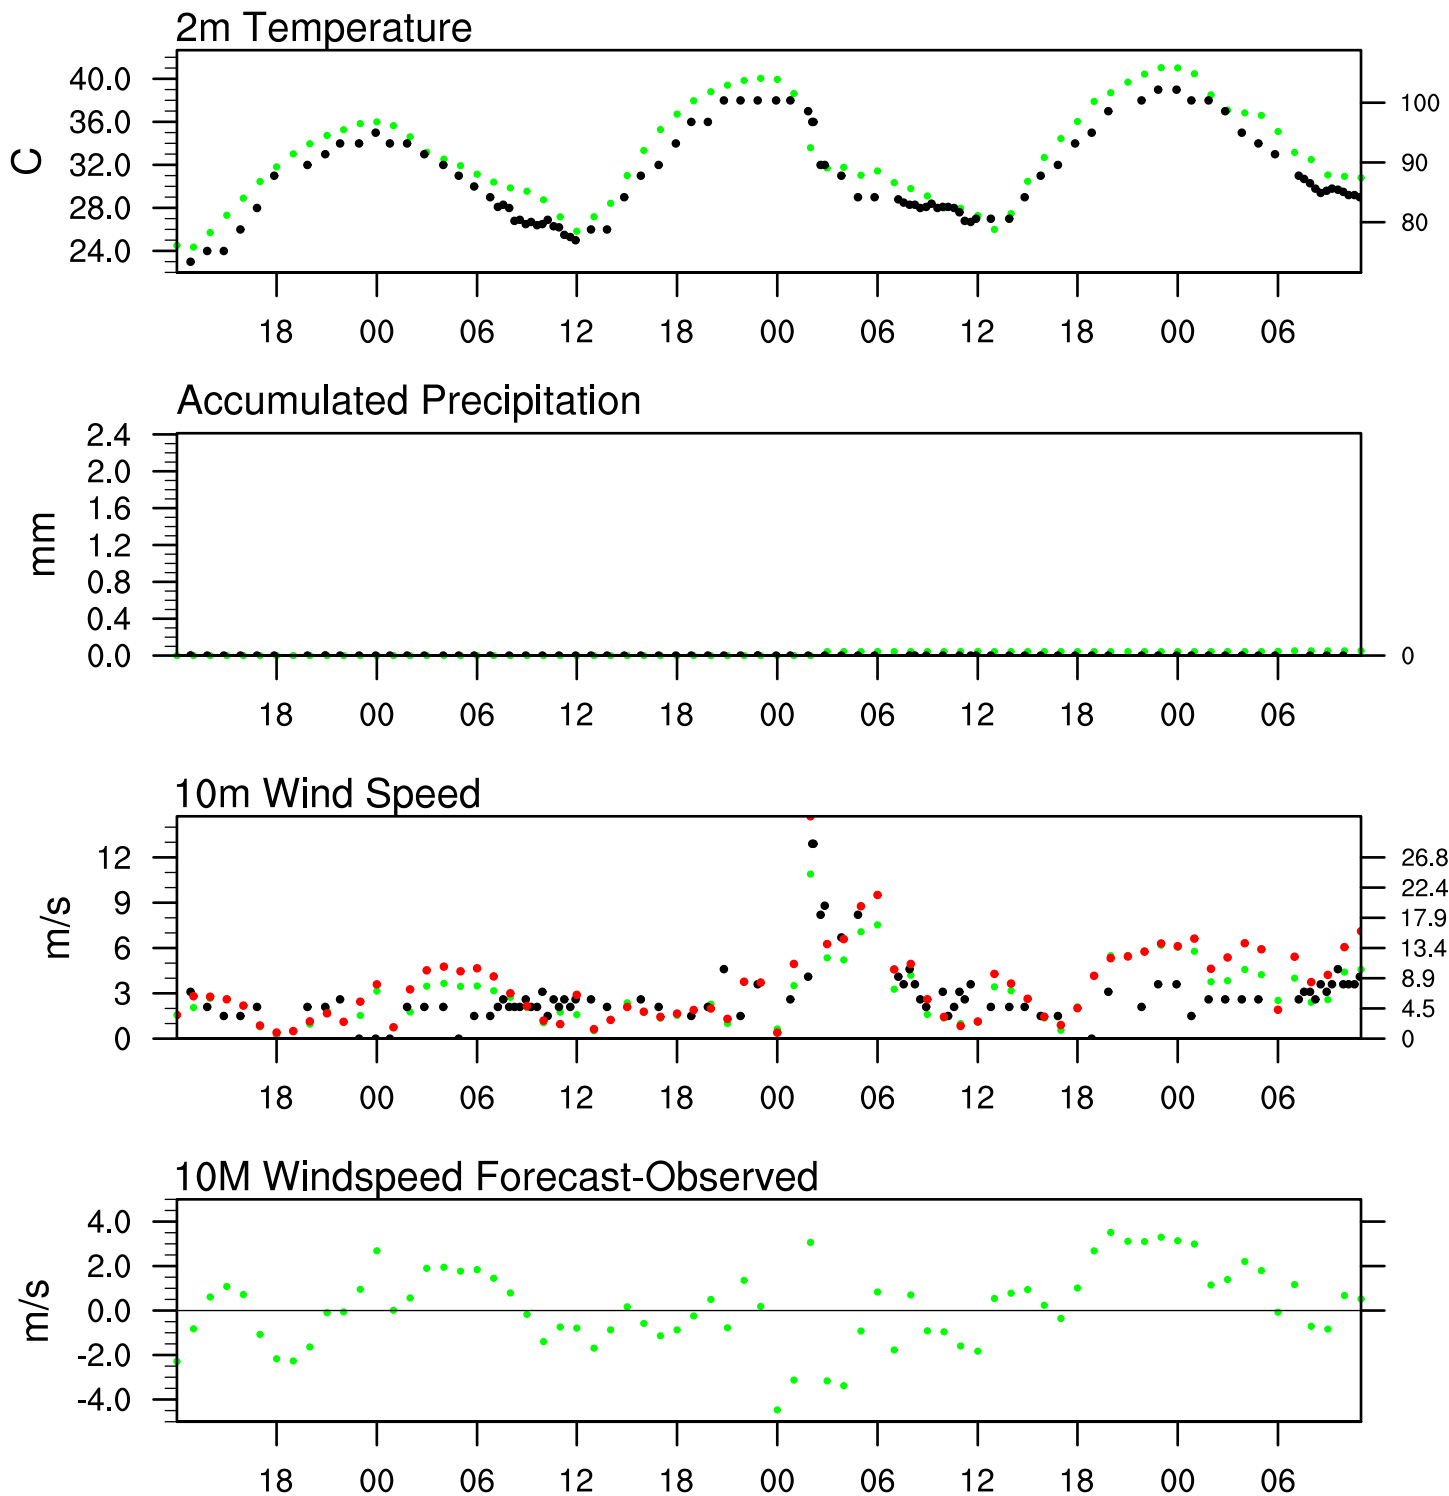 2m Temperature
40.0
36.0
32.0
28.0
24.0
C
100
90
80
18 00 06 12 18 00 06 12 18 00 06
Accumulated Precipitation
2.4
2.0
1.6
1.2
0.8
0.4
0.0
mm
0
18 00 06 12 18 00 06 12 18 00 06
10m Wind Speed
12
9
6
3
0
m/s
26.8
22.4
17.9
13.4
8.9
4.5
0
18 00 06 12 18 00 06 12 18 00 06
10M Windspeed Forecast-Observed
4.0
2.0
0.0
-2.0
-4.0
m/s
18 00 06 12 18 00 06 12 18 00 06